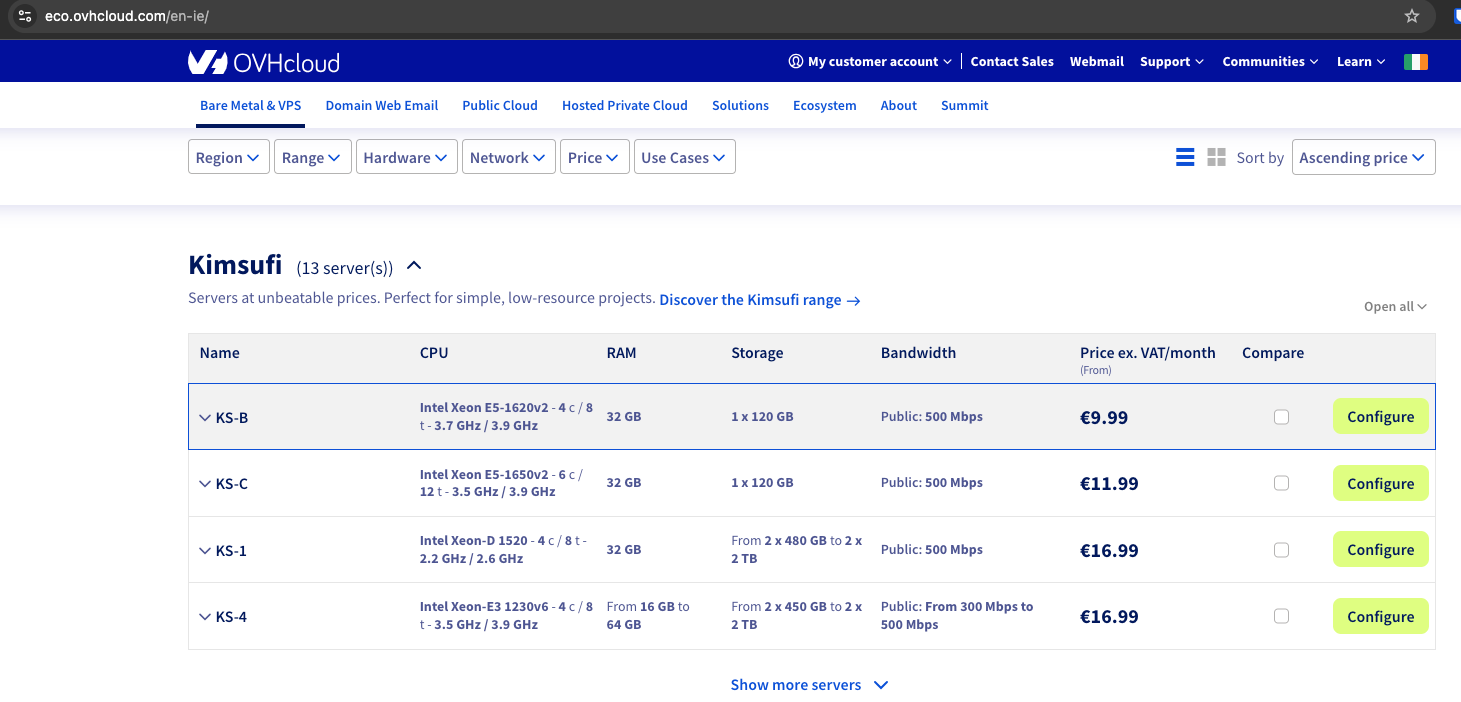 eco.ovhcloud.com/en-ie/
OVHcloud
My customer account
Contact Sales
Webmail
Support
Communities
Learn
Bare Metal & VPS
Domain Web Email
Public Cloud
Hosted Private Cloud
Solutions
Ecosystem
About
Summit
Region
Range
Hardware
Network
Price
Use Cases
Sort by
Ascending price
Kimsufi (13 server(s))
Servers at unbeatable prices. Perfect for simple, low-resource projects. Discover the Kimsufi range →
Open all
Name
CPU
RAM
Storage
Bandwidth
Price ex. VAT/month
(From)
Compare
KS-B
Intel Xeon E5-1620v2 - 4 c / 8
t - 3.7 GHz / 3.9 GHz
32 GB
1 x 120 GB
Public: 500 Mbps
€9.99
Configure
KS-C
Intel Xeon E5-1650v2 - 6 c /
12 t - 3.5 GHz / 3.9 GHz
32 GB
1 x 120 GB
Public: 500 Mbps
€11.99
Configure
KS-1
Intel Xeon-D 1520 - 4 c / 8 t -
2.2 GHz / 2.6 GHz
32 GB
From 2 x 480 GB to 2 x
2 TB
Public: 500 Mbps
€16.99
Configure
KS-4
Intel Xeon-E3 1230v6 - 4 c / 8
t - 3.5 GHz / 3.9 GHz
From 16 GB to
64 GB
From 2 x 450 GB to 2 x
2 TB
Public: From 300 Mbps to
500 Mbps
€16.99
Configure
Show more servers